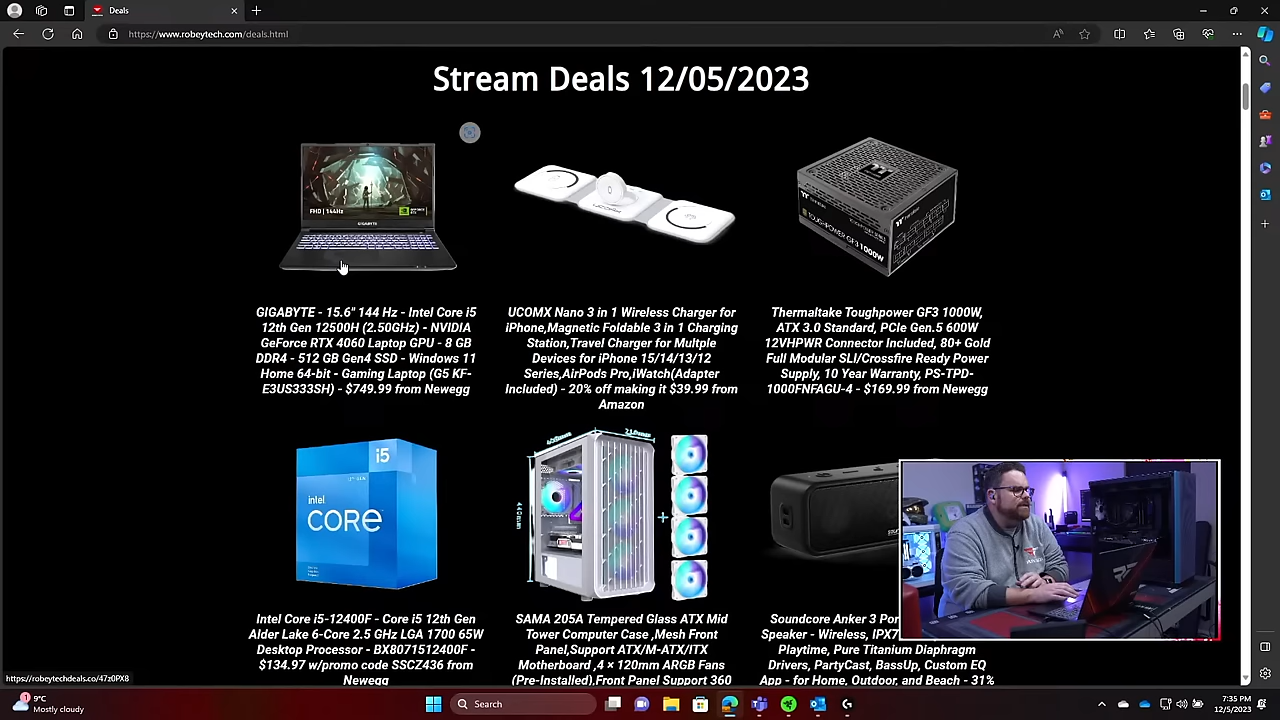 Deals
https://www.robeytech.com/deals.html
Stream Deals 12/05/2023
FHD | 144Hz
GIGABYTE
GIGABYTE - 15.6" 144 Hz - Intel Core i5
12th Gen 12500H (2.50GHz) - NVIDIA
GeForce RTX 4060 Laptop GPU - 8 GB
DDR4 - 512 GB Gen4 SSD - Windows 11
Home 64-bit - Gaming Laptop (G5 KF-
E3US333SH) - $749.99 from Newegg
UCOMX Nano 3 in 1 Wireless Charger for
iPhone,Magnetic Foldable 3 in 1 Charging
Station,Travel Charger for Multple
Devices for iPhone 15/14/13/12
Series,AirPods Pro,iWatch(Adapter
Included) - 20% off making it $39.99 from
Amazon
TOUGHPOWER GF3 1000W
Thermaltake Toughpower GF3 1000W,
ATX 3.0 Standard, PCIe Gen.5 600W
12VHPWR Connector Included, 80+ Gold
Full Modular SLI/Crossfire Ready Power
Supply, 10 Year Warranty, PS-TPD-
1000FNFAGU-4 - $169.99 from Newegg
i5
intel
CORE
Intel Core i5-12400F - Core i5 12th Gen
Alder Lake 6-Core 2.5 GHz LGA 1700 65W
Desktop Processor - BX8071512400F -
$134.97 w/promo code SSCZ436 from
Newegg
SAMA 205A Tempered Glass ATX Mid
Tower Computer Case ,Mesh Front
Panel,Support ATX/M-ATX/ITX
Motherboard ,4 × 120mm ARGB Fans
(Pre-Installed),Front Panel Support 360
Soundcore Anker 3
Speaker - Wireless,
Playtime, Pure Titanium Diaphragm
Drivers, PartyCast, BassUp, Custom EQ
App - for Home, Outdoor, and Beach - 31%
https://robeytechdeals.co/47z0PX8
9°C
Mostly cloudy
Search
7:35 PM
12/5/2023